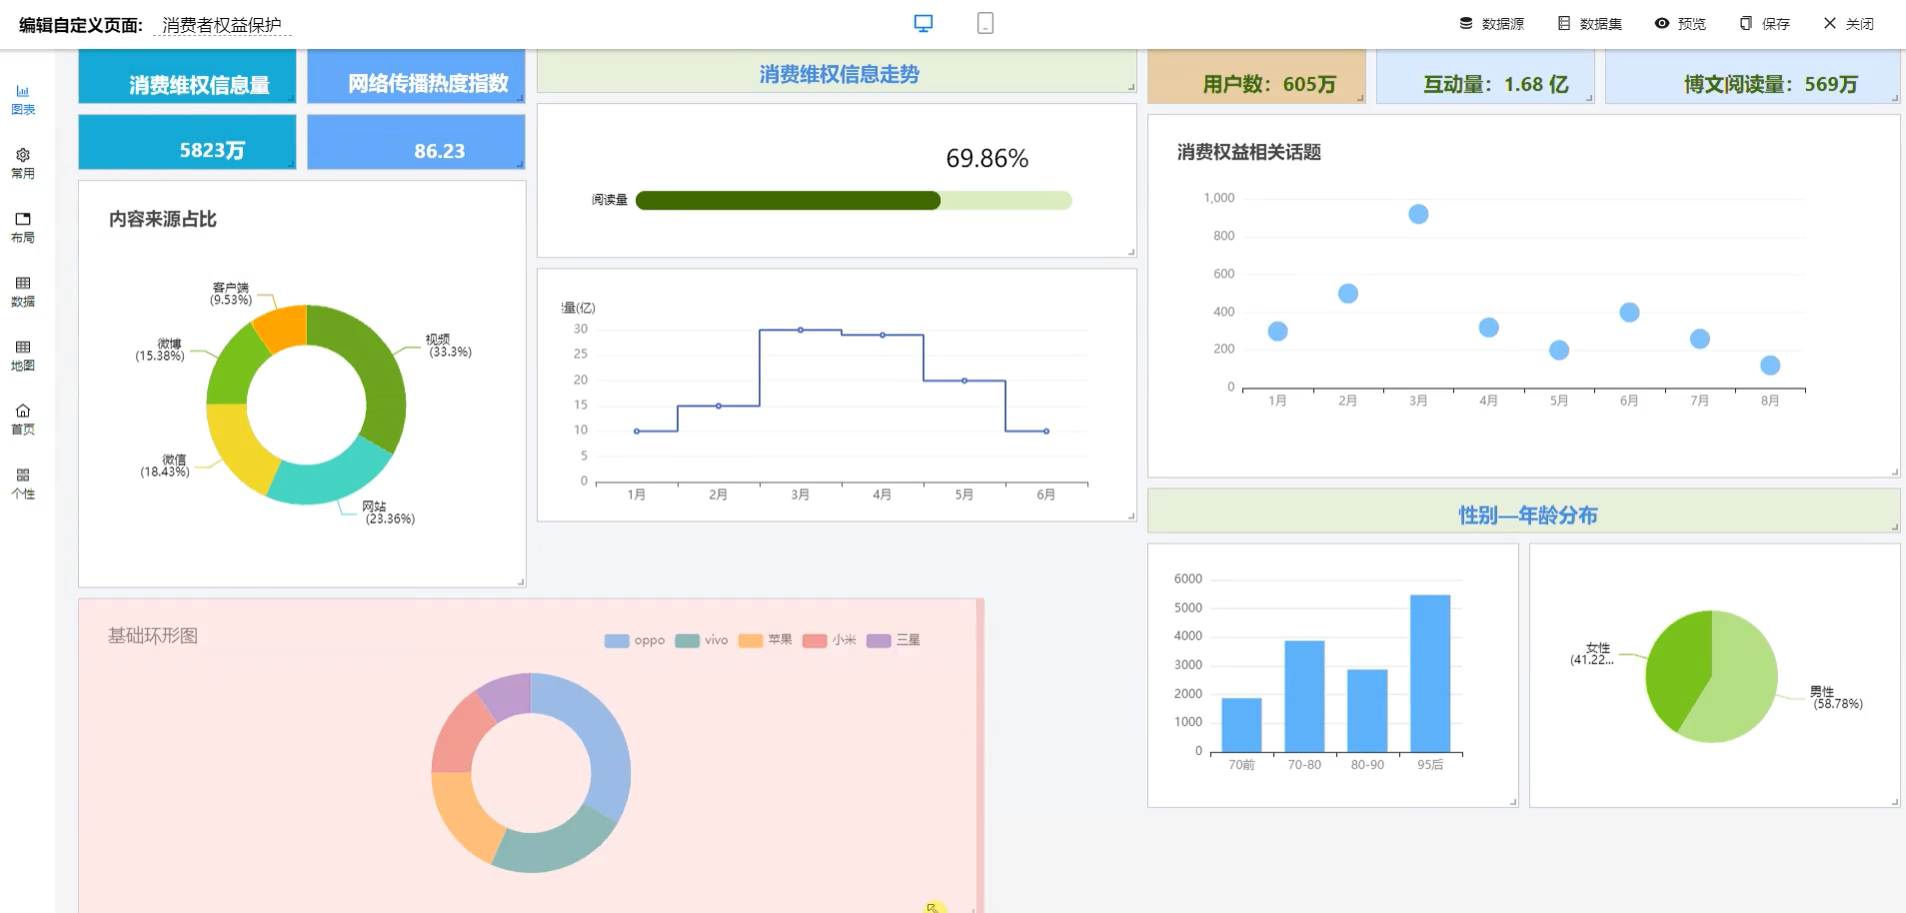 编辑自定义页面: 消费者权益保护
数据源 数据集 预览 保存 关闭
图表
常用
布局
数据
地图
首页
个性
消费维权信息量 网络传播热度指数
5823万 86.23
内容来源占比
客户端
(9.53%)
微博
(15.38%)
视频
(33.3%)
微信
(18.43%)
网站
(23.36%)
消费维权信息走势
69.86%
阅读量
量(亿)
30
25
20
15
10
5
0
1月 2月 3月 4月 5月 6月
用户数：605万 互动量：1.68 亿 博文阅读量：569万
消费权益相关话题
1,000
800
600
400
200
0
1月 2月 3月 4月 5月 6月 7月 8月
性别—年龄分布
6000
5000
4000
3000
2000
1000
0
70前 70-80 80-90 95后
女性
(41.22...
男性
(58.78%)
基础环形图
oppo vivo 苹果 小米 三星